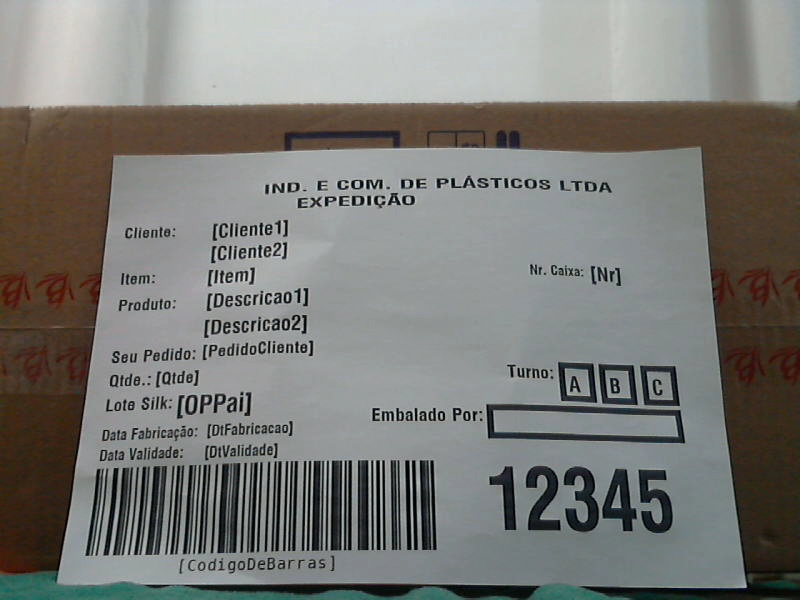 IND. E COM. DE PLÁSTICOS LTDA
EXPEDIÇÃO
Cliente: [Cliente1]
[Cliente2]
Item: [Item]
Nr. Caixa: [Nr]
Produto: [Descricao1]
[Descricao2]
Seu Pedido: [PedidoCliente]
Qtde.: [Qtde]
Turno: A B C
Lote Silk: [OPPai]
Embalado Por:
Data Fabricação: [DtFabricacao]
Data Validade: [DtValidade]
12345
[CodigoDeBarras]